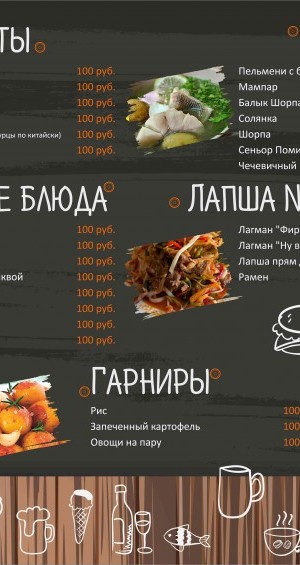 ТЫ
100 руб.
100 руб.
100 руб.
100 руб.
урцы по китайски) 100 руб.
100 руб.
Пельмени с б
Мампар
Балык Шорпа
Солянка
Шорпа
Сеньор Поми
Чечевичный
Е БЛЮДА
100 руб.
100 руб.
100 руб.
квой 100 руб.
100 руб.
100 руб.
100 руб.
100 руб.
ЛАПША N
Лагман "Фир
Лагман "Ну в
Лапша прям д
Рамен
ГАРНИРЫ
Рис 100
Запеченный картофель 100
Овощи на пару 100